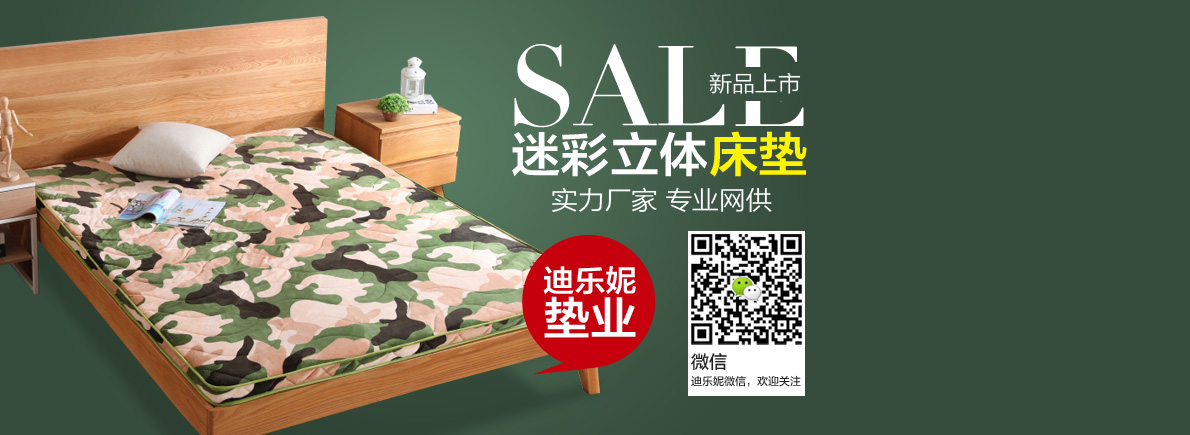 SALE
新品上市
迷彩立体床垫
实力厂家 专业网供
迪乐妮
垫业
微信
迪乐妮微信，欢迎关注